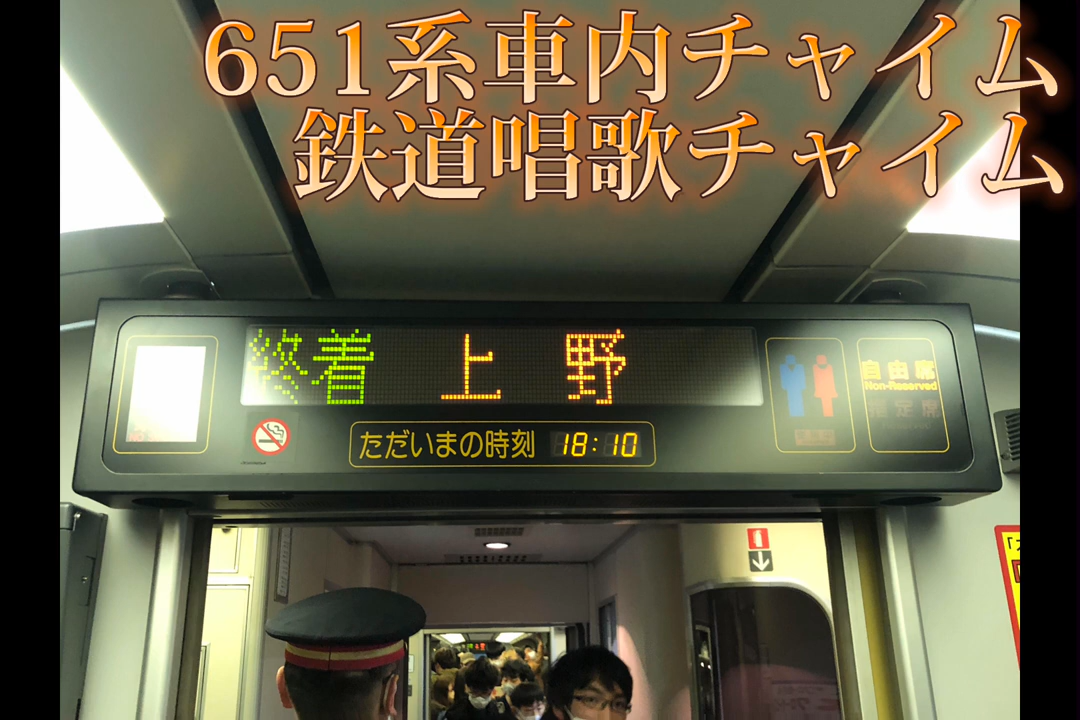 651系車内チャイム
鉄道唱歌チャイム
終着 上野
自由席
Non-Reserved
指定席
ただいまの時刻 18:10